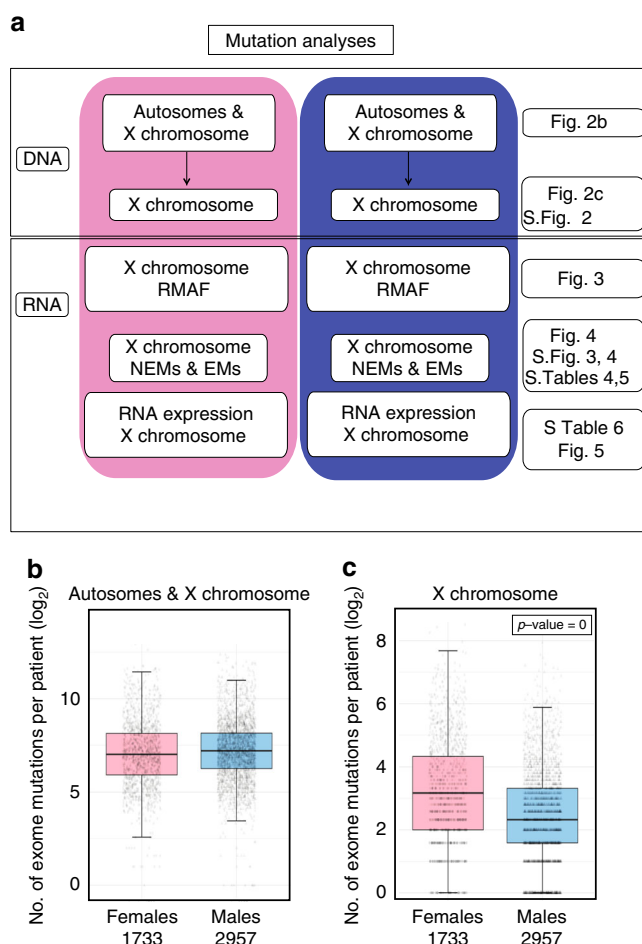 a
Mutation analyses
DNA
Autosomes &
X chromosome
Autosomes &
X chromosome
Fig. 2b
X chromosome
X chromosome
Fig. 2c
S.Fig. 2
RNA
X chromosome
RMAF
X chromosome
RMAF
Fig. 3
X chromosome
NEMs & EMs
X chromosome
NEMs & EMs
Fig. 4
S.Fig. 3, 4
S.Tables 4,5
RNA expression
X chromosome
RNA expression
X chromosome
S Table 6
Fig. 5
b
Autosomes & X chromosome
No. of exome mutations per patient (log2)
10
5
0
Females
1733
Males
2957
c
X chromosome
p–value = 0
No. of exome mutations per patient (log2)
8
6
4
2
0
Females
1733
Males
2957